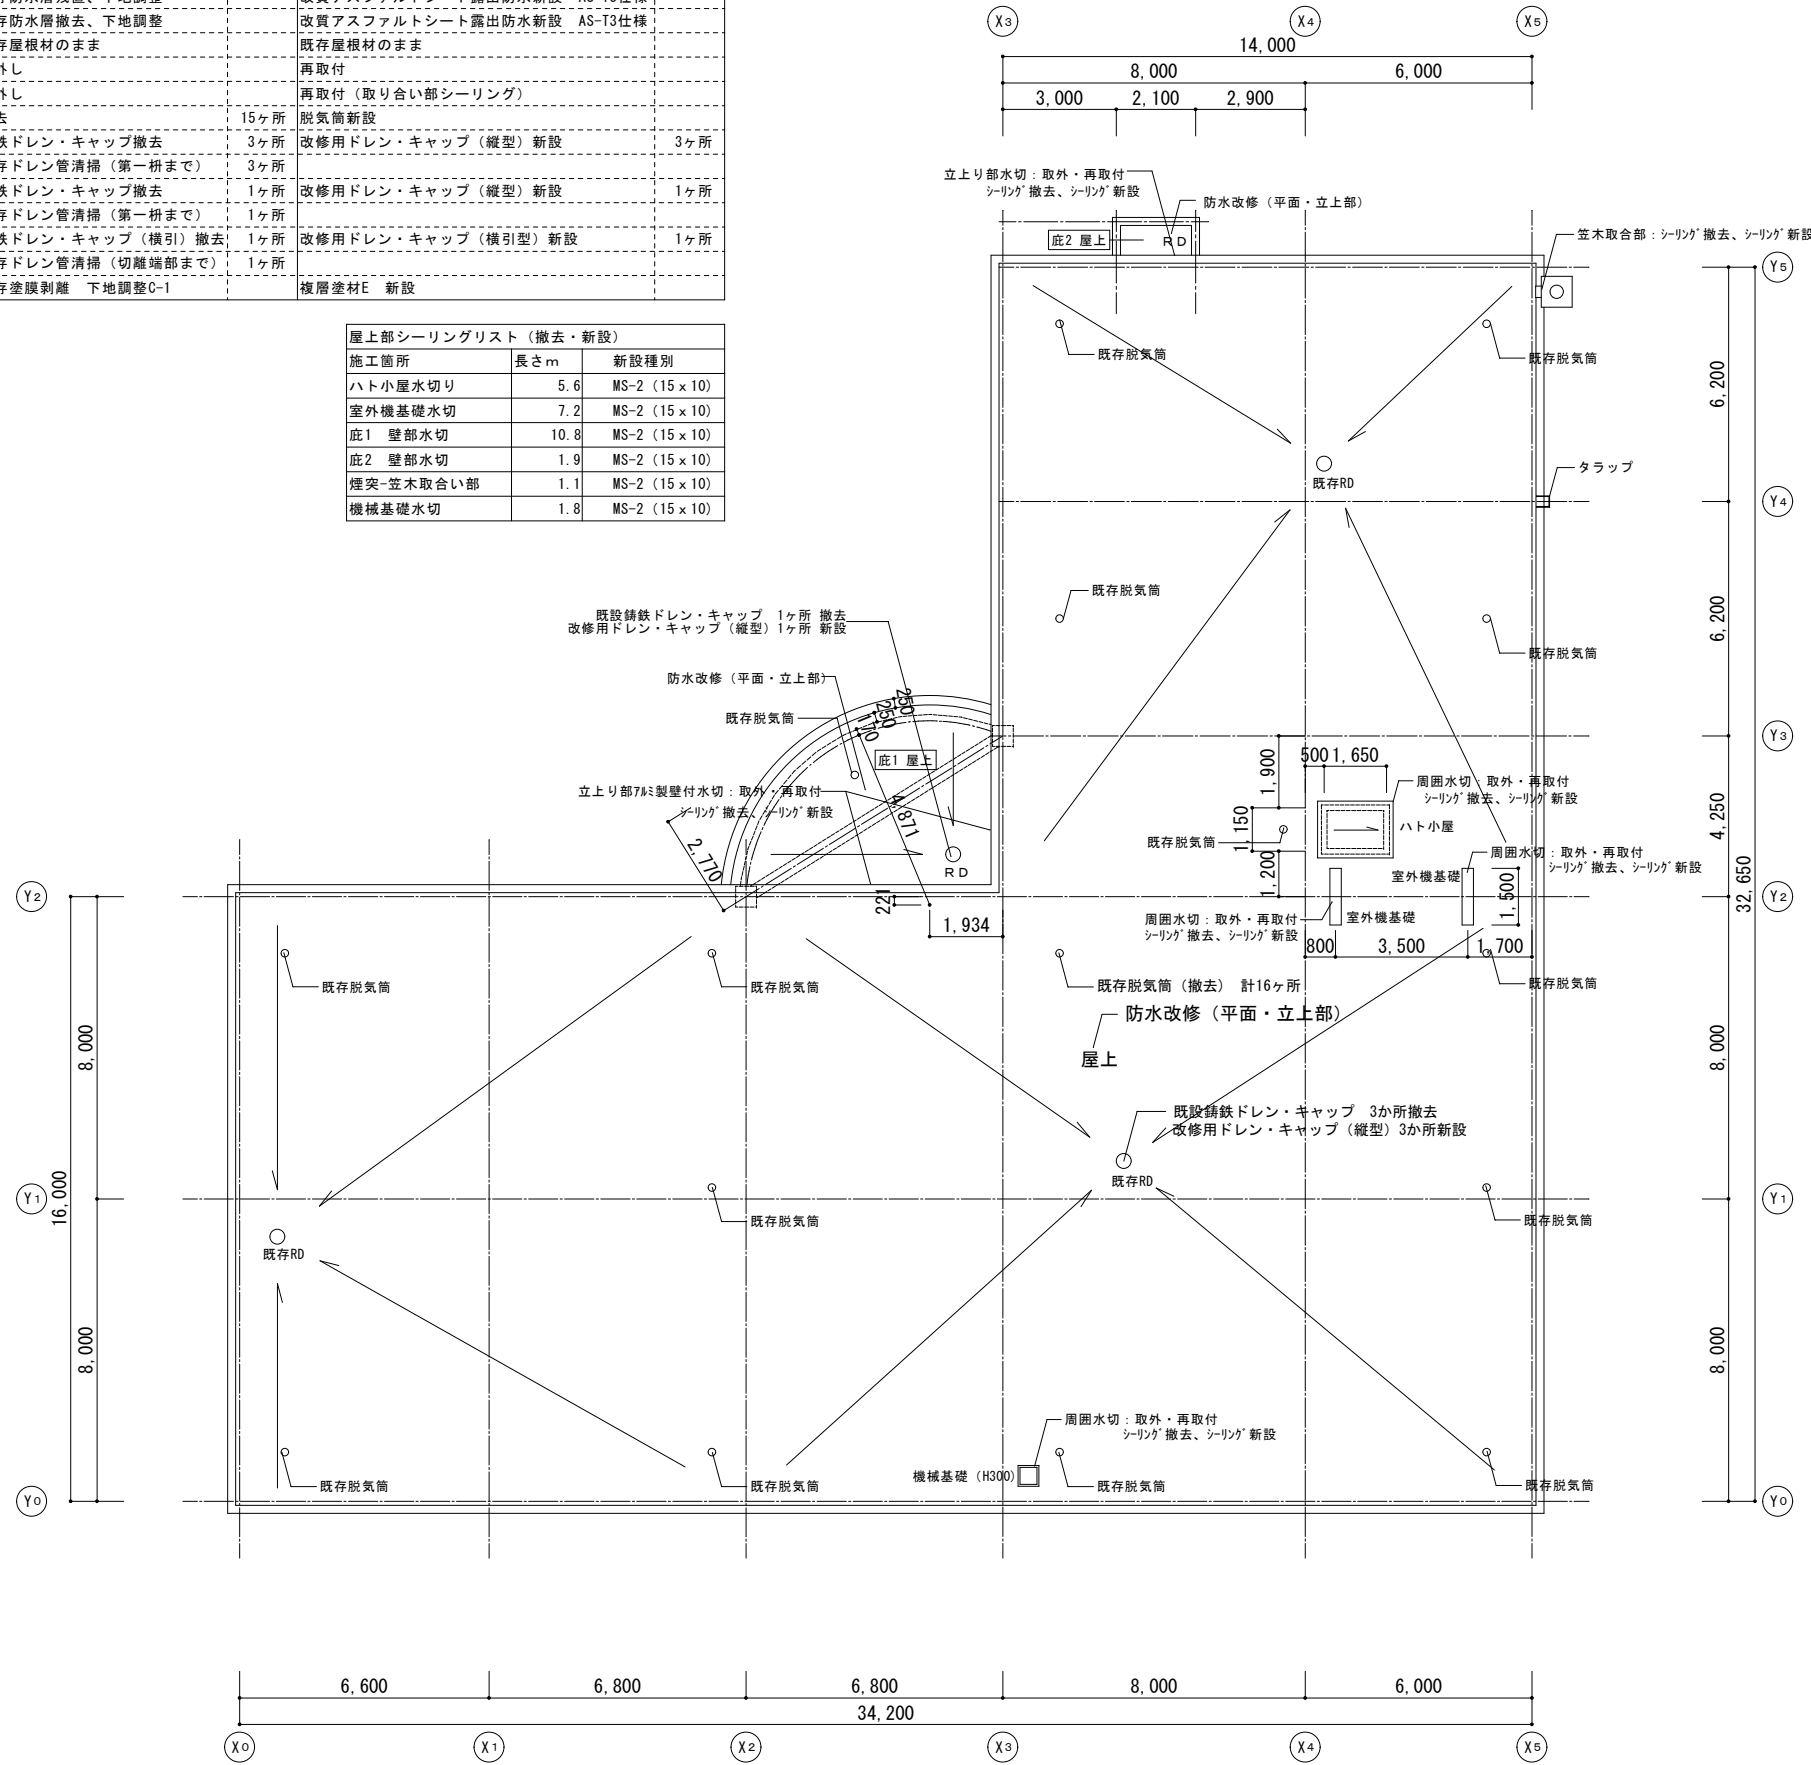 存防水層撤去、下地調整 改質アスファルトシート露出防水新設 AS-T3仕様
存屋根材のまま 既存屋根材のまま
外し 再取付
外し 再取付（取り合い部シーリング）
去 15ヶ所 脱気筒新設
鉄ドレン・キャップ撤去 3ヶ所 改修用ドレン・キャップ（縦型）新設 3ヶ所
存ドレン管清掃（第一枡まで） 3ヶ所
鉄ドレン・キャップ撤去 1ヶ所 改修用ドレン・キャップ（縦型）新設 1ヶ所
存ドレン管清掃（第一枡まで） 1ヶ所
鉄ドレン・キャップ（横引）撤去 1ヶ所 改修用ドレン・キャップ（横引型）新設 1ヶ所
存ドレン管清掃（切離端部まで） 1ヶ所
存塗膜剥離 下地調整C-1 複層塗材E 新設
屋上部シーリングリスト（撤去・新設）
施工箇所 長さm 新設種別
ハト小屋水切り 5.6 MS-2（15ｘ10）
室外機基礎水切 7.2 MS-2（15ｘ10）
庇1 壁部水切 10.8 MS-2（15ｘ10）
庇2 壁部水切 1.9 MS-2（15ｘ10）
煙突-笠木取合い部 1.1 MS-2（15ｘ10）
機械基礎水切 1.8 MS-2（15ｘ10）
X3 X4 X5
14,000
8,000 6,000
3,000 2,100 2,900
立上り部水切：取外・再取付
ｼｰﾘﾝｸﾞ撤去、ｼｰﾘﾝｸﾞ新設
防水改修（平面・立上部）
庇2 屋上
ＲＤ
笠木取合部：ｼｰﾘﾝｸﾞ撤去、ｼｰﾘﾝｸﾞ新設
Y5
既存脱気筒
既存脱気筒
6,200
既存RD
タラップ
Y4
既存脱気筒
6,200
既存脱気筒
既設鋳鉄ドレン・キャップ 1ヶ所 撤去
改修用ドレン・キャップ（縦型）1ヶ所 新設
防水改修（平面・立上部）
既存脱気筒
250
250
170
庇1 屋上
Y3
立上り部ｱﾙﾐ製壁付水切：取外・再取付
ｼｰﾘﾝｸﾞ撤去、ｼｰﾘﾝｸﾞ新設
4,871
2,770
ＲＤ
221
1,934
1,900
500 1,650
周囲水切：取外・再取付
ｼｰﾘﾝｸﾞ撤去、ｼｰﾘﾝｸﾞ新設
4,250
1,150
既存脱気筒
ハト小屋
周囲水切：取外・再取付
ｼｰﾘﾝｸﾞ撤去、ｼｰﾘﾝｸﾞ新設
室外機基礎
1,200
1,500
32,650
周囲水切：取外・再取付
ｼｰﾘﾝｸﾞ撤去、ｼｰﾘﾝｸﾞ新設
室外機基礎
800 3,500 1,700
Y2
Y2
既存脱気筒
既存脱気筒
既存脱気筒（撤去） 計16ヶ所
既存脱気筒
防水改修（平面・立上部）
屋上
8,000
8,000
既設鋳鉄ドレン・キャップ 3か所撤去
改修用ドレン・キャップ（縦型）3か所新設
既存RD
Y1
16,000
Y1
既存脱気筒
既存脱気筒
既存RD
8,000
8,000
周囲水切：取外・再取付
ｼｰﾘﾝｸﾞ撤去、ｼｰﾘﾝｸﾞ新設
機械基礎（H300）
既存脱気筒
既存脱気筒
既存脱気筒
既存脱気筒
Y0
Y0
6,600 6,800 6,800 8,000 6,000
34,200
X0 X1 X2 X3 X4 X5